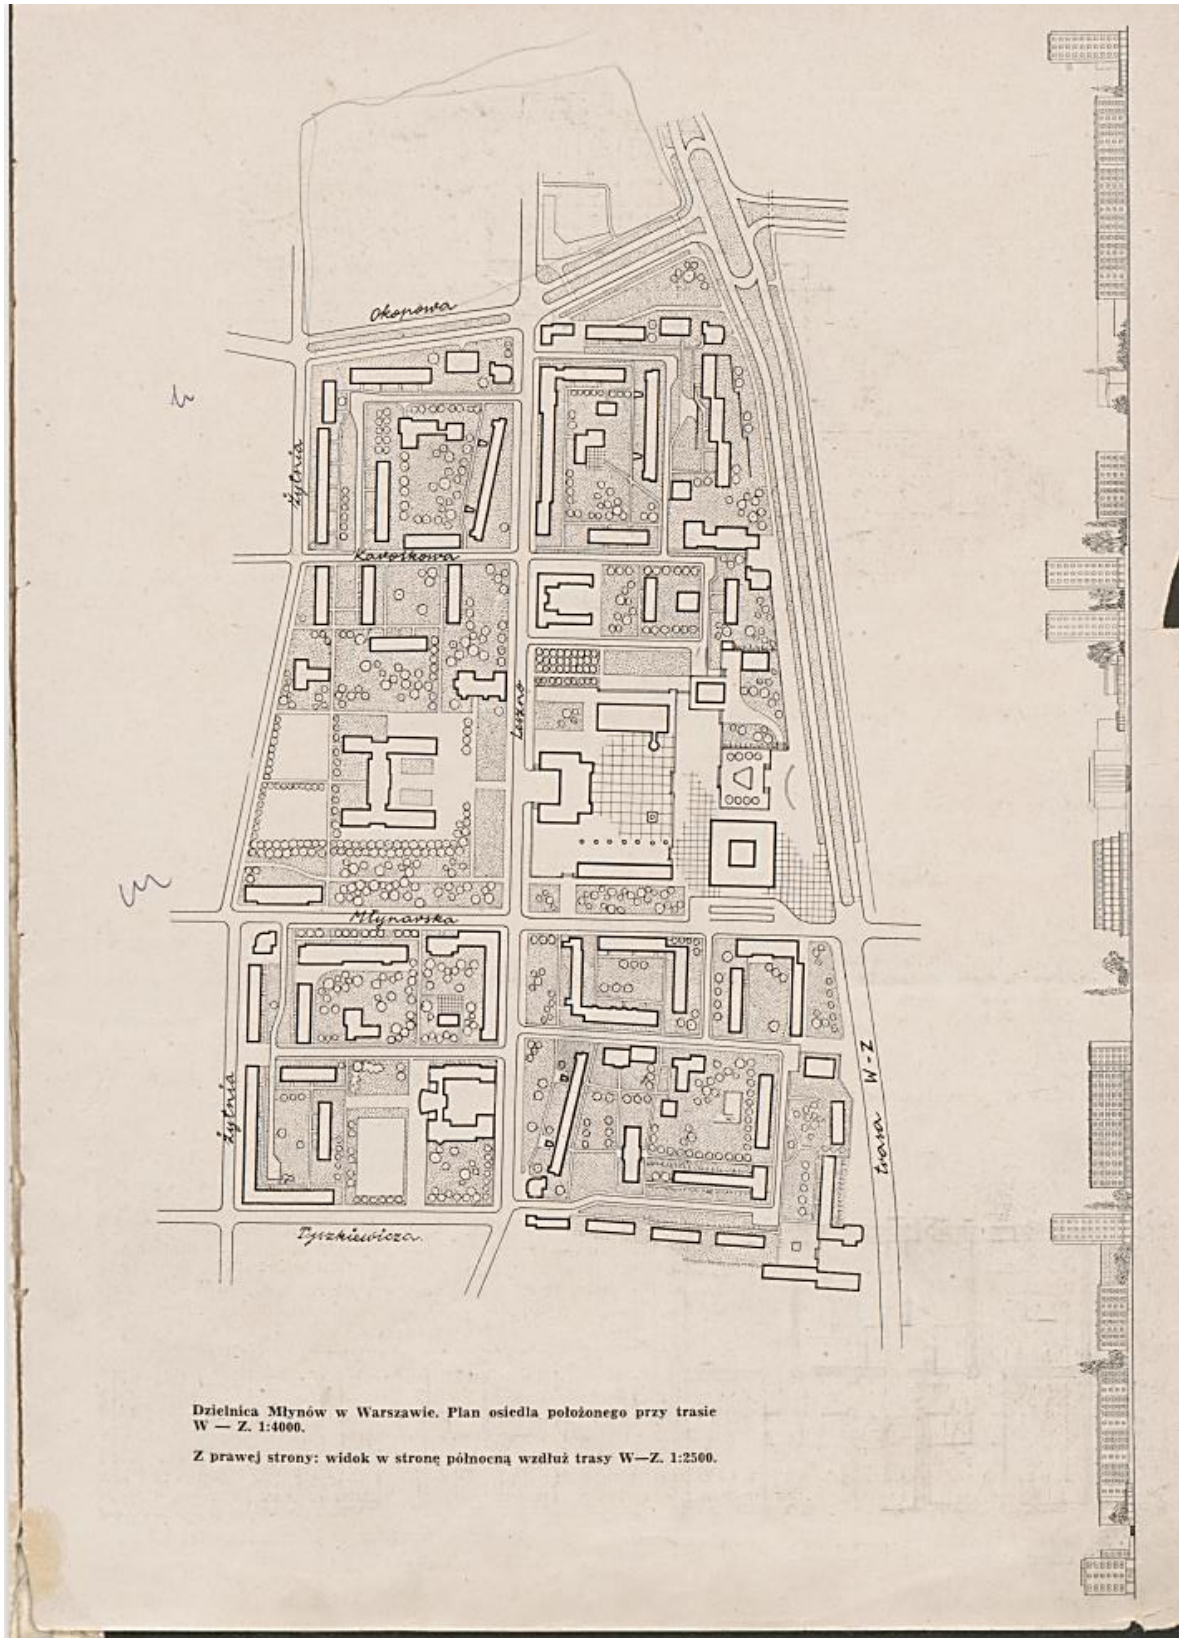 Okopowa
Żytnia
Karolkowa
Leszno
Młynarska
Żytnia
trasa W-Z
Tyszkiewicza.
Dzielnica Młynów w Warszawie. Plan osiedla położonego przy trasie
W — Z. 1:4000.
Z prawej strony: widok w stronę północną wzdłuż trasy W—Z. 1:2500.